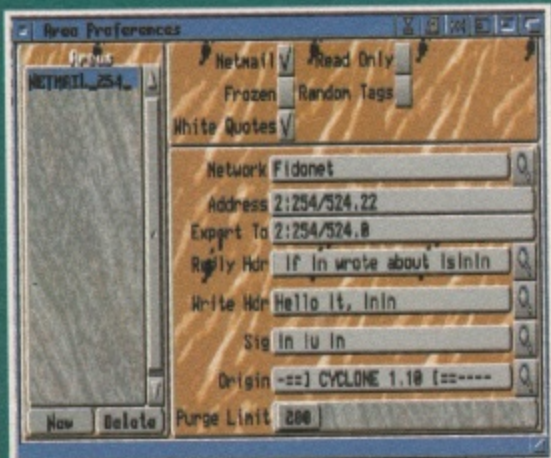 Area Preferences
Areas
NETMAIL_254_
New
Delete
Netmail
Read Only
Frozen
Random Tags
White Quotes
Network Fidonet
Address 2:254/524.22
Export To 2:254/524.0
Reply Hdr
wrote about
Write Hdr Hello
Sig
Origin -==] CYCLONE 1.10 [==----
Purge Limit 200